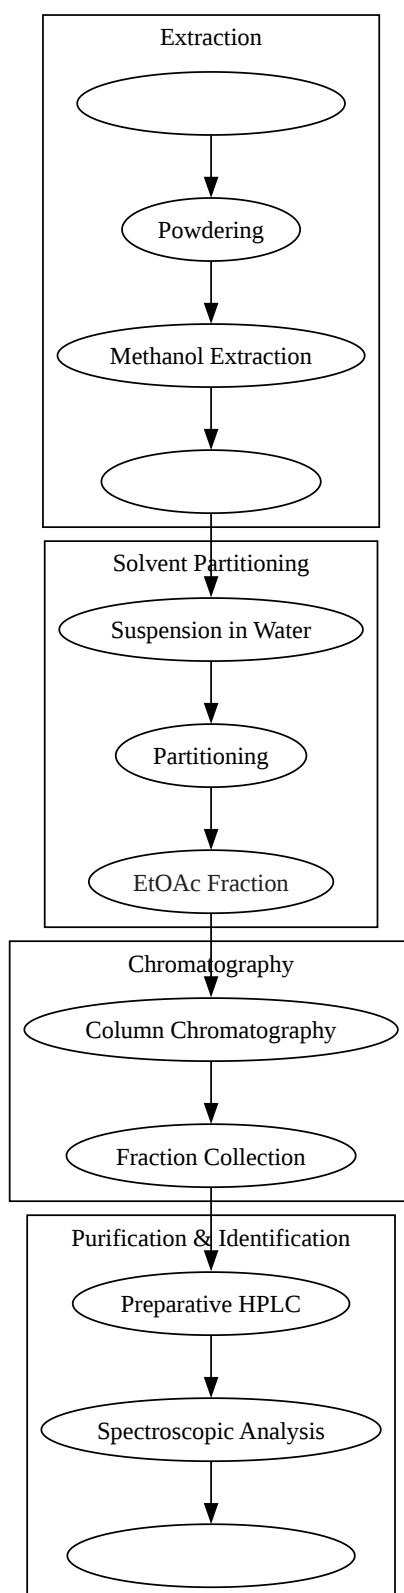 Extraction
Powdering
Methanol Extraction
Solvent Partitioning
Suspension in Water
Partitioning
EtOAc Fraction
Chromatography
Column Chromatography
Fraction Collection
Purification & Identification
Preparative HPLC
Spectroscopic Analysis